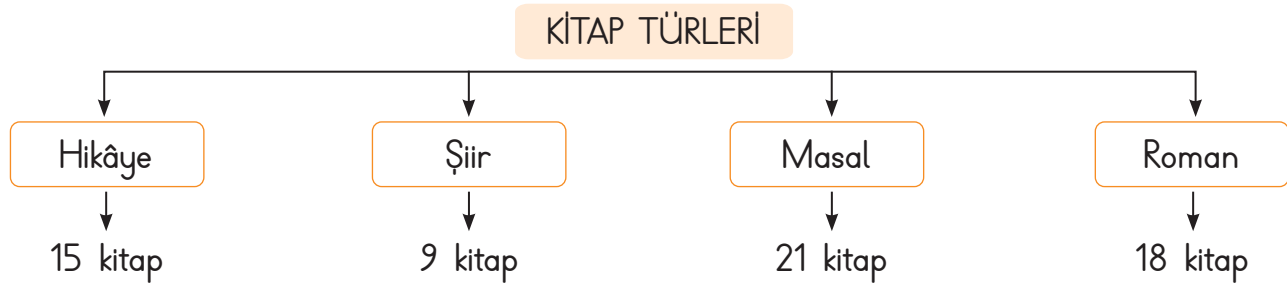 KİTAP TÜRLERİ
Hikâye Şiir Masal Roman
15 kitap 9 kitap 21 kitap 18 kitap